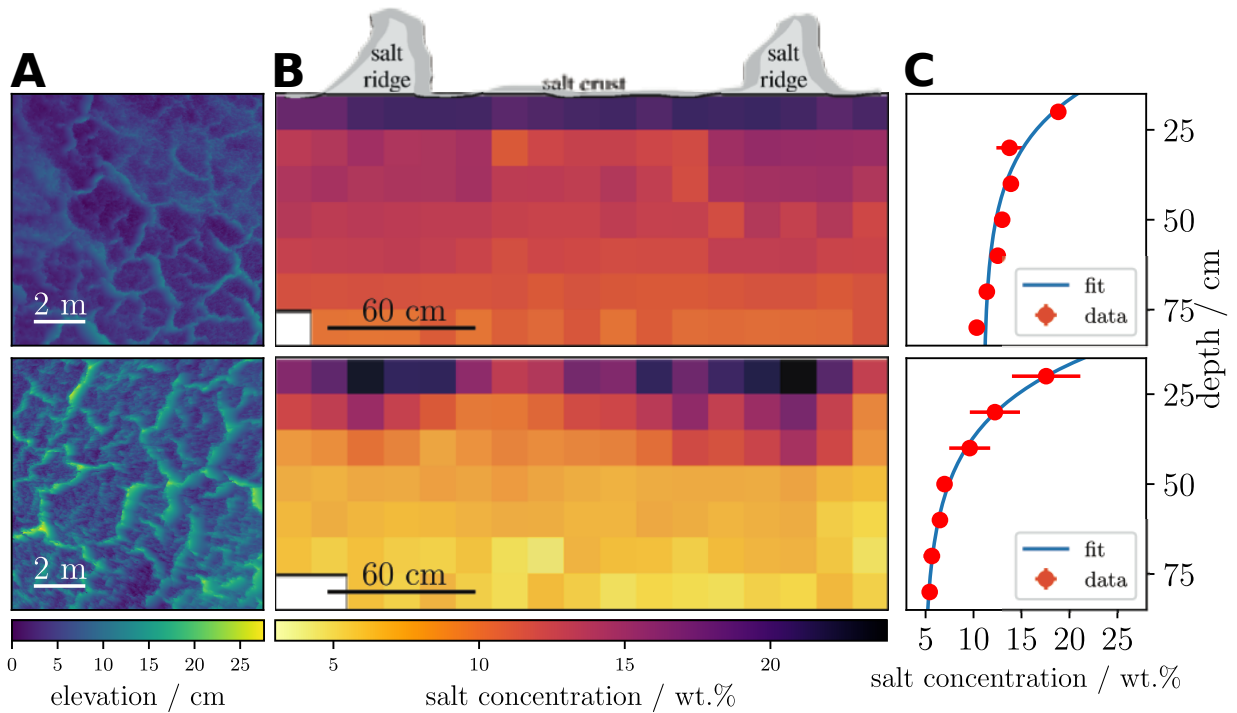 A
B
C
salt
ridge
salt crust
salt
ridge
2 m
60 cm
fit
data
25
50
75
depth / cm
2 m
60 cm
fit
data
25
50
75
0 5 10 15 20 25
elevation / cm
5 10 15 20
salt concentration / wt.%
5 10 15 20 25
salt concentration / wt.%